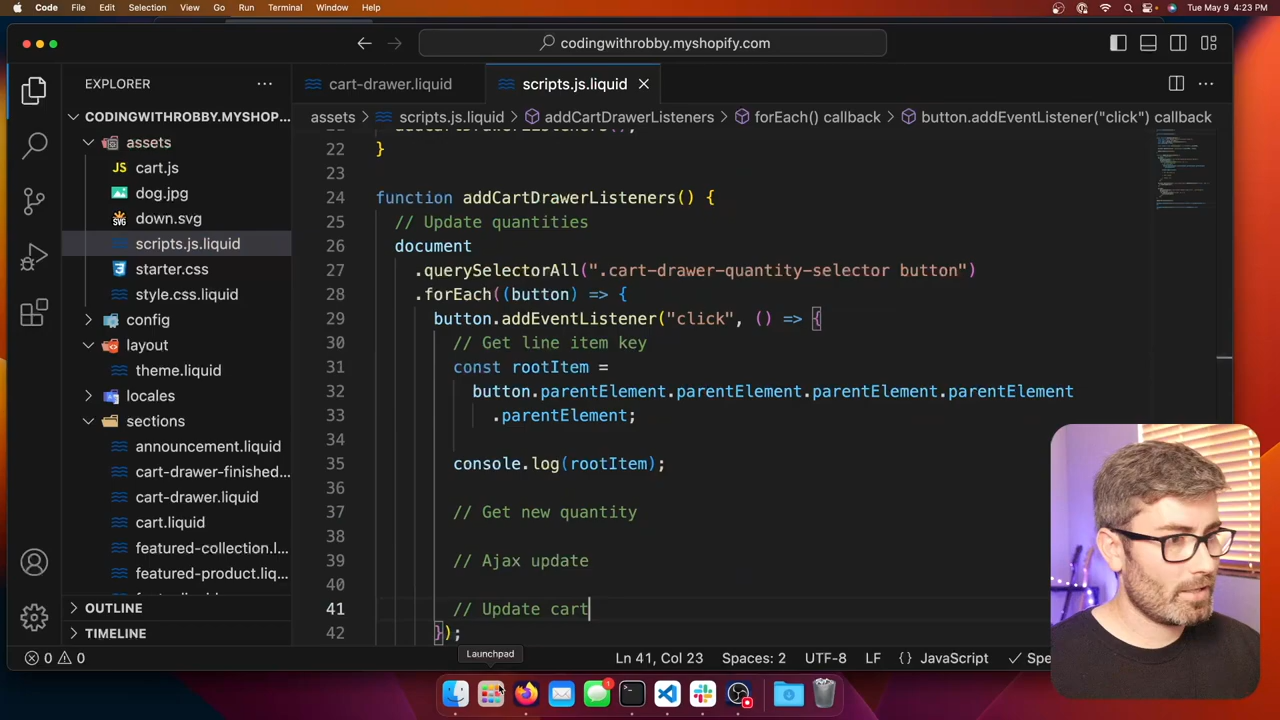 Code File Edit Selection View Go Run Terminal Window Help
Tue May 9 4:23 PM
codingwithrobby.myshopify.com
EXPLORER
cart-drawer.liquid
scripts.js.liquid
CODINGWITHROBBY.MYSHOP...
assets
cart.js
dog.jpg
down.svg
scripts.js.liquid
starter.css
style.css.liquid
config
layout
theme.liquid
locales
sections
announcement.liquid
cart-drawer-finished...
cart-drawer.liquid
cart.liquid
featured-collection.l...
featured-product.liq...
OUTLINE
TIMELINE
assets > scripts.js.liquid > addCartDrawerListeners > forEach() callback > button.addEventListener("click") callback
22 }
23
24 function addCartDrawerListeners() {
25 // Update quantities
26 document
27 .querySelectorAll(".cart-drawer-quantity-selector button")
28 .forEach((button) => {
29 button.addEventListener("click", () => {
30 // Get line item key
31 const rootItem =
32 button.parentElement.parentElement.parentElement.parentElement
33 .parentElement;
34
35 console.log(rootItem);
36
37 // Get new quantity
38
39 // Ajax update
40
41 // Update cart
42 });
Launchpad
0 0
Ln 41, Col 23 Spaces: 2 UTF-8 LF {} JavaScript
1